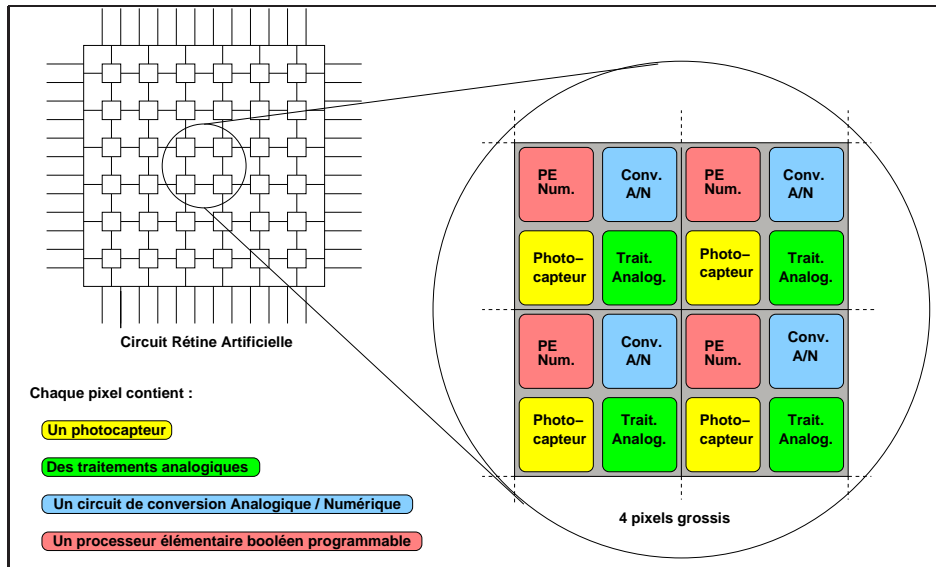 Circuit Rétine Artificielle
Chaque pixel contient :
Un photocapteur
Des traitements analogiques
Un circuit de conversion Analogique / Numérique
Un processeur élémentaire booléen programmable
PE
Num.
Conv.
A/N
PE
Num.
Conv.
A/N
Photo−
capteur
Trait.
Analog.
Photo−
capteur
Trait.
Analog.
PE
Num.
Conv.
A/N
PE
Num.
Conv.
A/N
Photo−
capteur
Trait.
Analog.
Photo−
capteur
Trait.
Analog.
4 pixels grossis